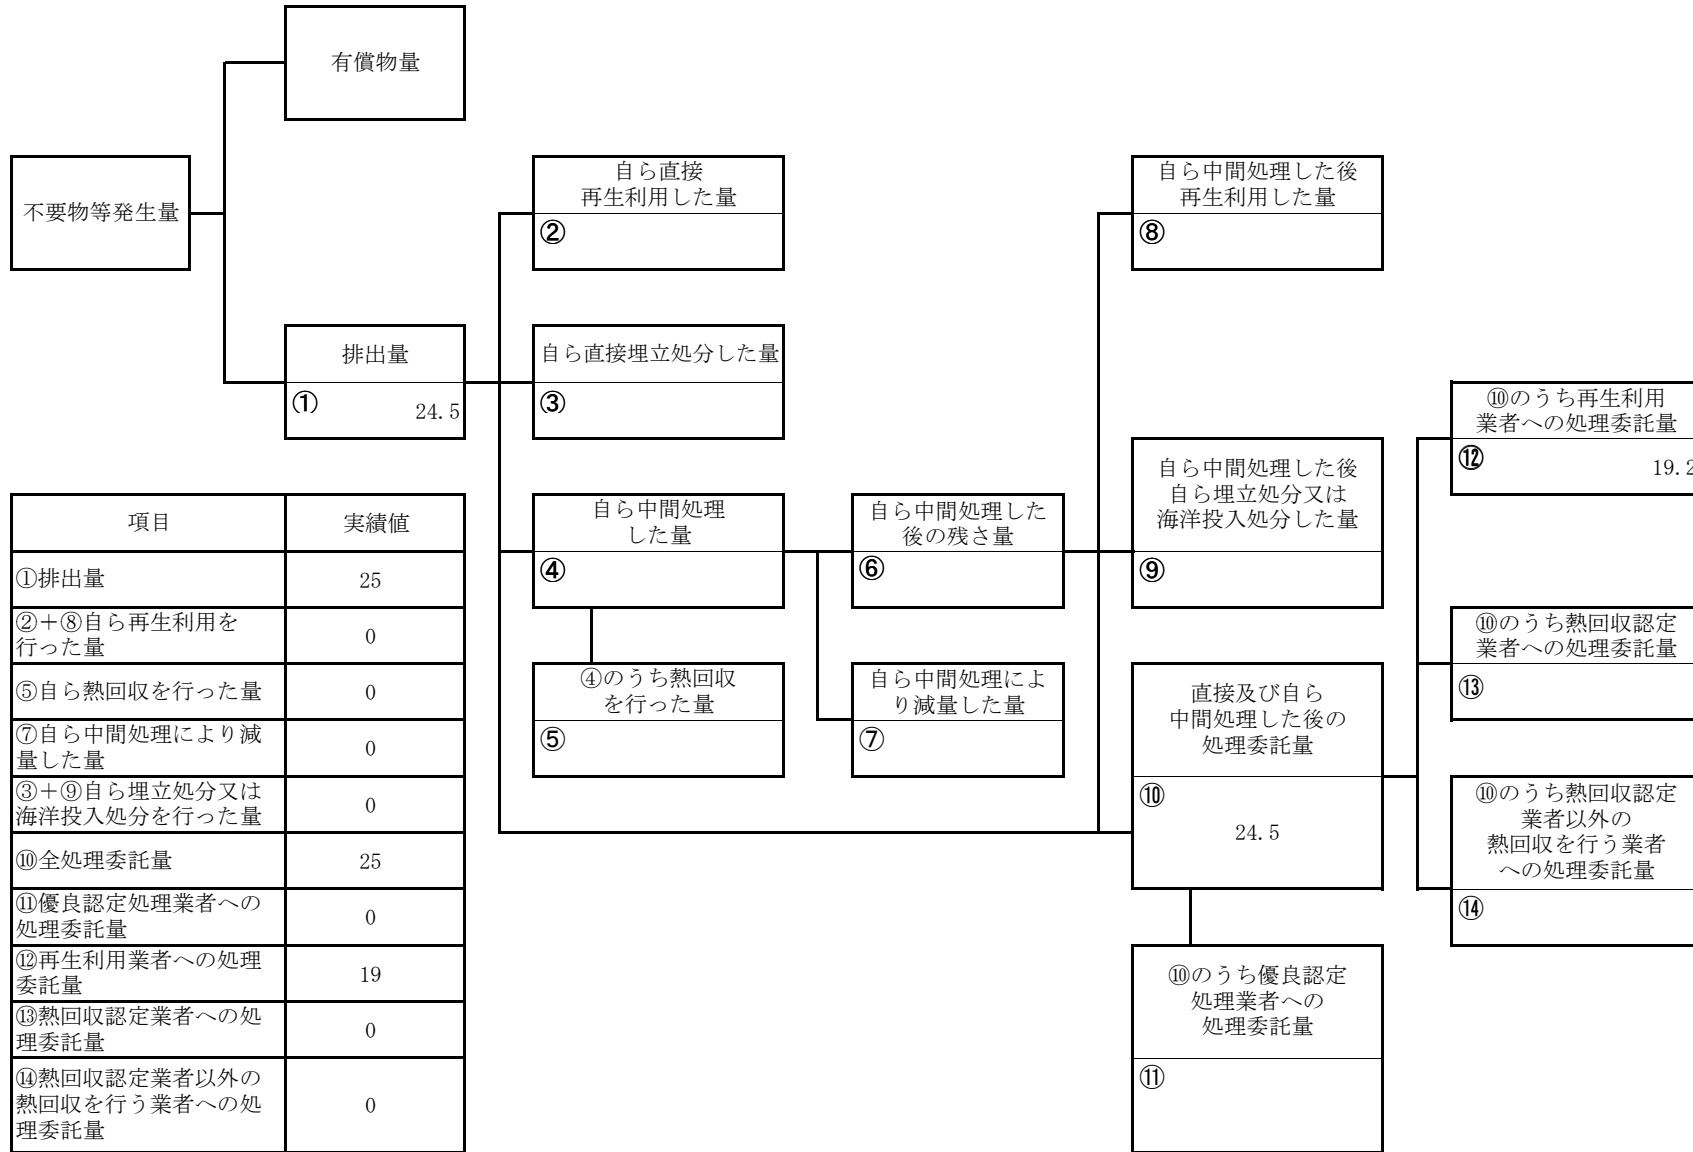 有償物量
不要物等発生量
自ら直接
再生利用した量
②
自ら中間処理した後
再生利用した量
⑧
排出量
① 24.5
自ら直接埋立処分した量
③
⑩のうち再生利用
業者への処理委託量
⑫ 19.2
自ら中間処理
した量
④
自ら中間処理した
後の残さ量
⑥
自ら中間処理した後
自ら埋立処分又は
海洋投入処分した量
⑨
④のうち熱回収
を行った量
⑤
自ら中間処理によ
り減量した量
⑦
直接及び自ら
中間処理した後の
処理委託量
⑩
24.5
⑩のうち熱回収認定
業者への処理委託量
⑬
⑩のうち熱回収認定
業者以外の
熱回収を行う業者
への処理委託量
⑭
⑩のうち優良認定
処理業者への
処理委託量
⑪
項目 実績値
①排出量 25
②+⑧自ら再生利用を
行った量 0
⑤自ら熱回収を行った量 0
⑦自ら中間処理により減
量した量 0
③+⑨自ら埋立処分又は
海洋投入処分を行った量 0
⑩全処理委託量 25
⑪優良認定処理業者への
処理委託量 0
⑫再生利用業者への処理
委託量 19
⑬熱回収認定業者への処
理委託量 0
⑭熱回収認定業者以外の
熱回収を行う業者への処
理委託量 0